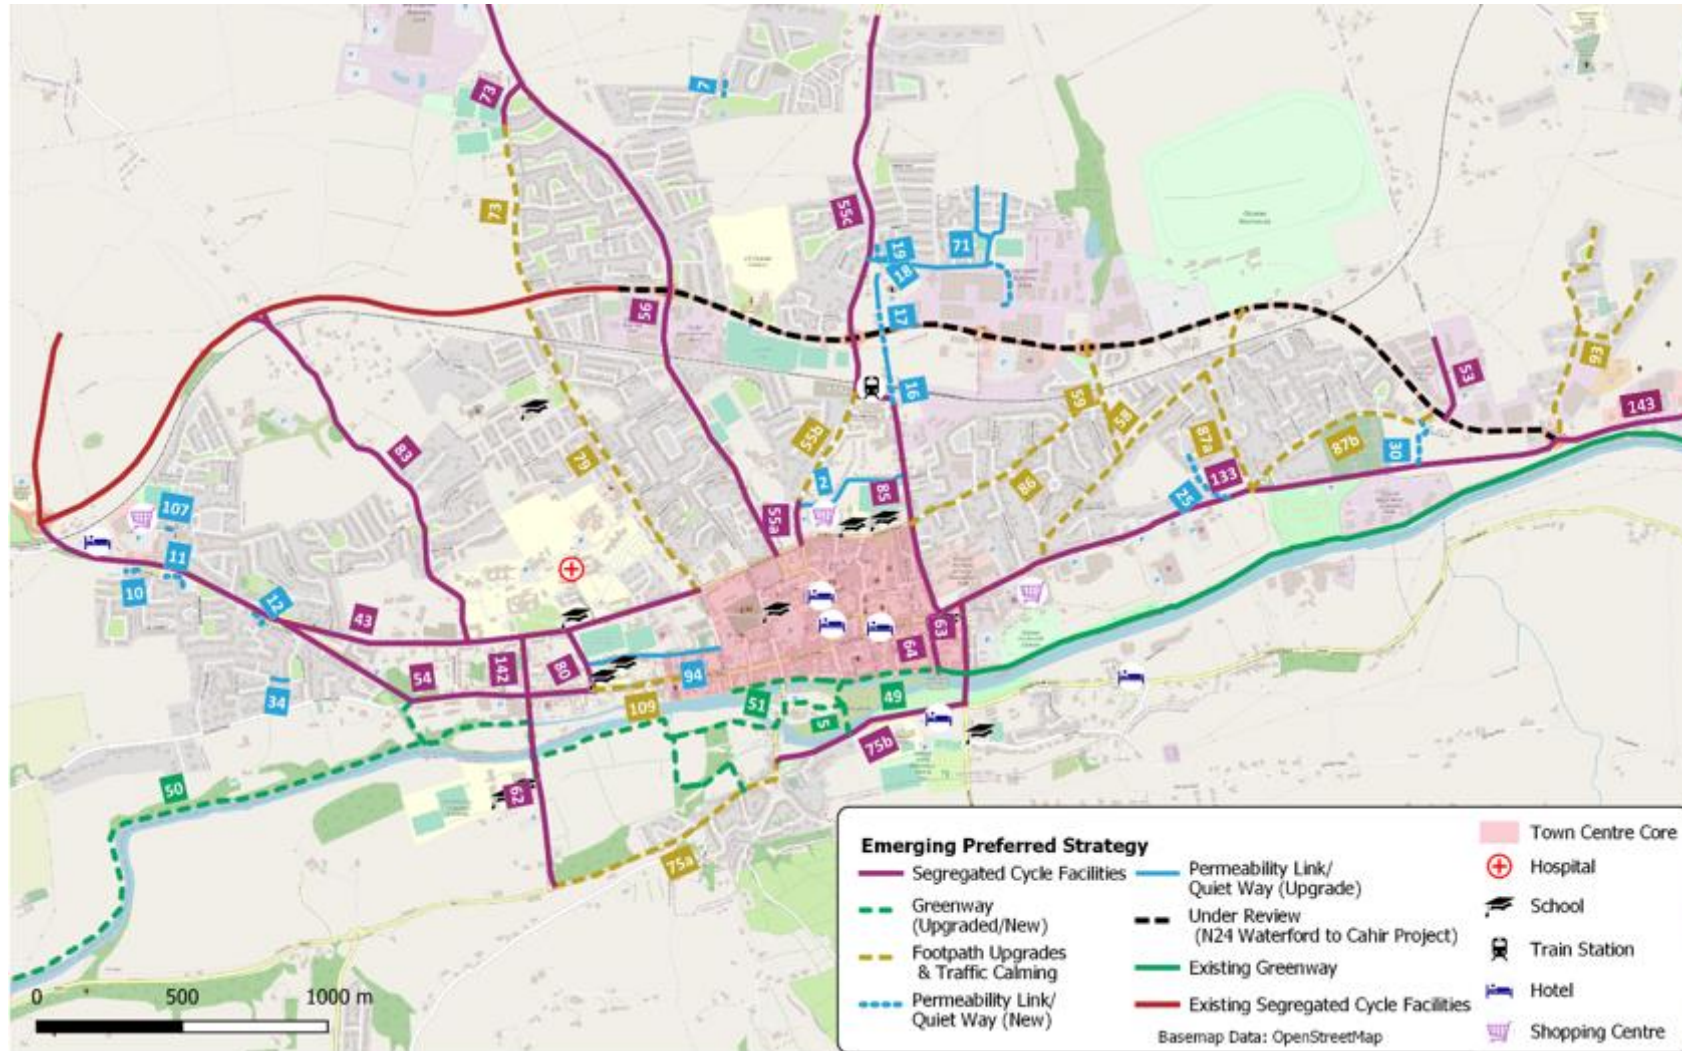 73
7
73
55c
19
71
18
17
56
16
53
93
143
59
58
55b
87a
87b
30
83
79
2
85
86
133
25
107
55a
11
10
12
43
63
64
142
80
54
94
34
109
51
49
5
75b
50
62
75a
0
500
1000 m
Emerging Preferred Strategy
Segregated Cycle Facilities
Greenway
(Upgraded/New)
Footpath Upgrades
& Traffic Calming
Permeability Link/
Quiet Way (New)
Permeability Link/
Quiet Way (Upgrade)
Under Review
(N24 Waterford to Cahir Project)
Existing Greenway
Existing Segregated Cycle Facilities
Basemap Data: OpenStreetMap
Town Centre Core
Hospital
School
Train Station
Hotel
Shopping Centre